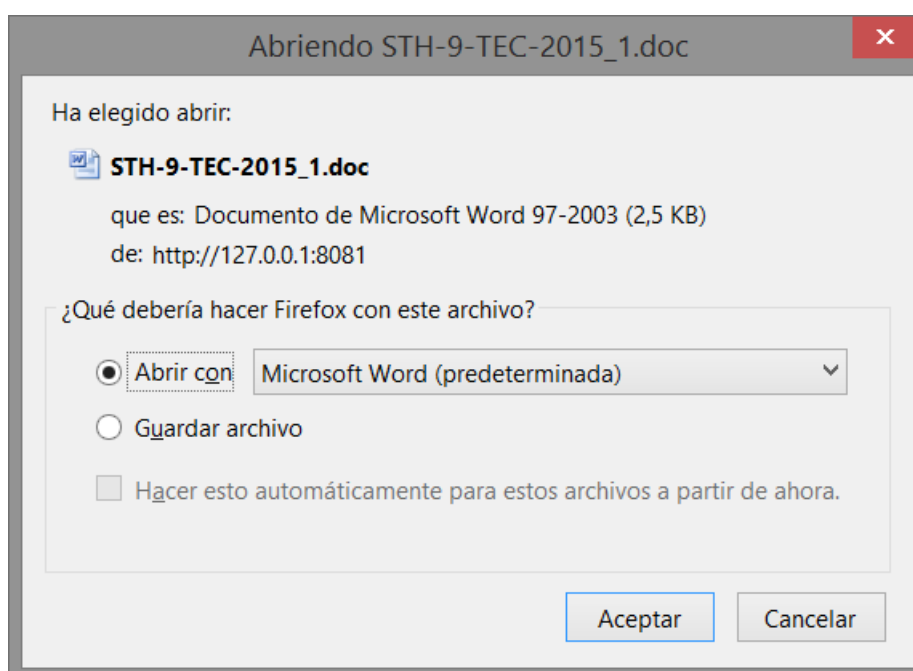 Abriendo STH-9-TEC-2015_1.doc
Ha elegido abrir:
STH-9-TEC-2015_1.doc
que es: Documento de Microsoft Word 97-2003 (2,5 KB)
de: http://127.0.0.1:8081
¿Qué debería hacer Firefox con este archivo?
Abrir con Microsoft Word (predeterminada)
Guardar archivo
Hacer esto automáticamente para estos archivos a partir de ahora.
Aceptar Cancelar